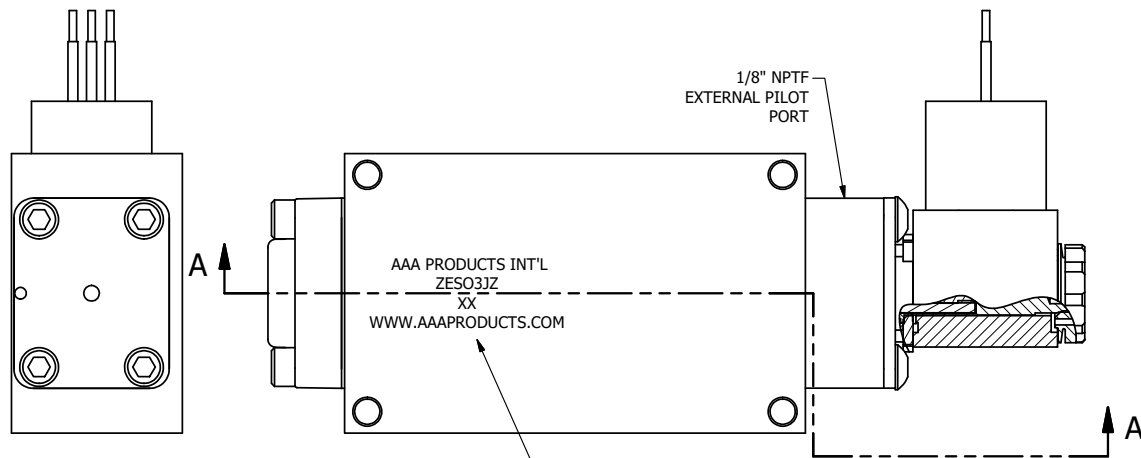 1/8" NPTF
EXTERNAL PILOT
PORT
A
AAA PRODUCTS INT'L
ZESO3JZ
XX
WWW.AAAPRODUCTS.COM
A